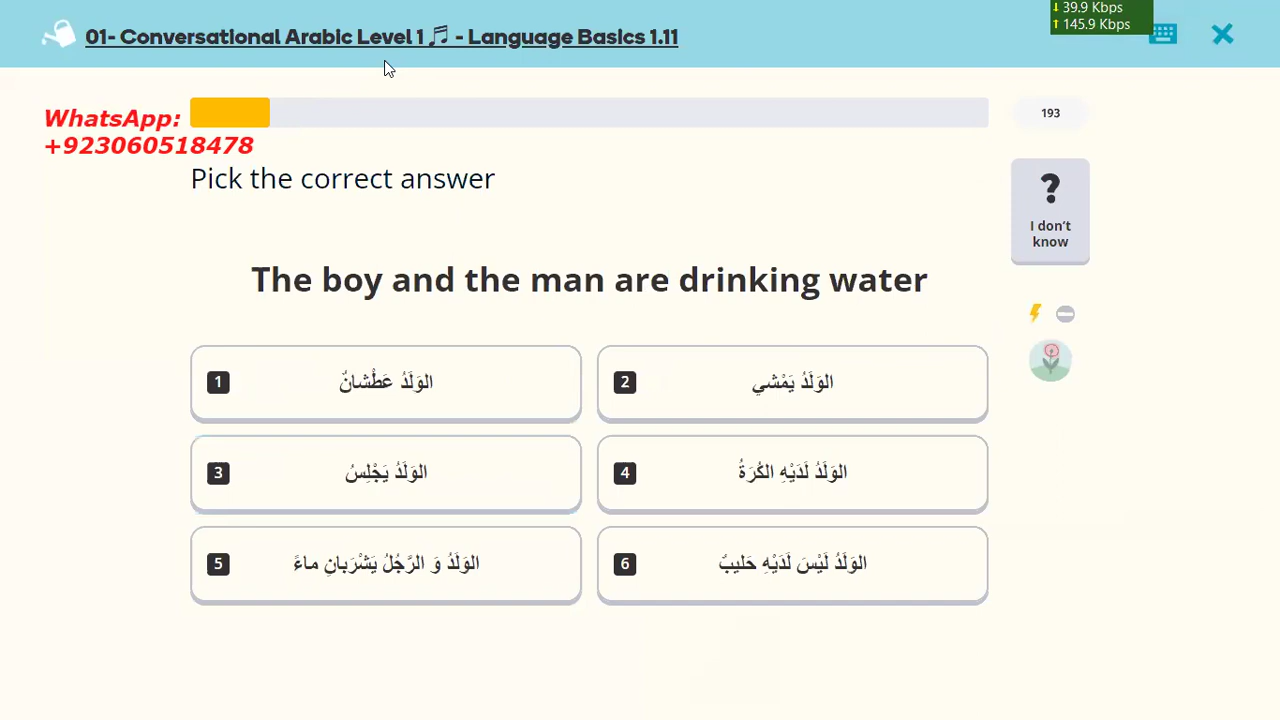 01- Conversational Arabic Level 1 🎵 - Language Basics 1.11
↓ 39.9 Kbps
↑ 145.9 Kbps
WhatsApp:
+923060518478
193
Pick the correct answer
?
I don't
know
The boy and the man are drinking water
1 الوَلَدُ عَطْشانٌ
2 الوَلَدُ يَمْشي
3 الوَلَدُ يَجْلِسُ
4 الوَلَدُ لَدَيْهِ الكُرَةُ
5 الوَلَدُ وَ الرَّجُلُ يَشْرَبانِ ماءً
6 الوَلَدُ لَيْسَ لَدَيْهِ حَليبٌ